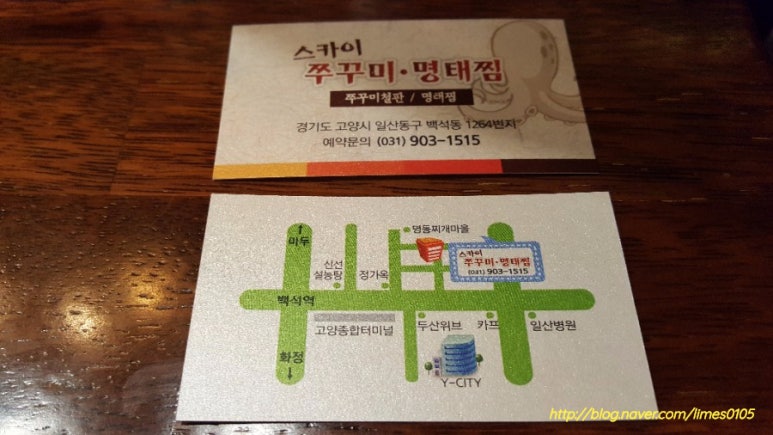 스카이
쭈꾸미·명태찜
쭈꾸미철판 / 명태찜
경기도 고양시 일산동구 백석동 1264번지
예약문의 (031) 903-1515
↑
마두
명동찌개마을
스카이
쭈꾸미·명태찜
(031) 903-1515
신선
설농탕
정가옥
백석역
고양종합터미널
두산위브
카프
일산병원
화정
↓
Y-CITY
http://blog.naver.com/limes0105